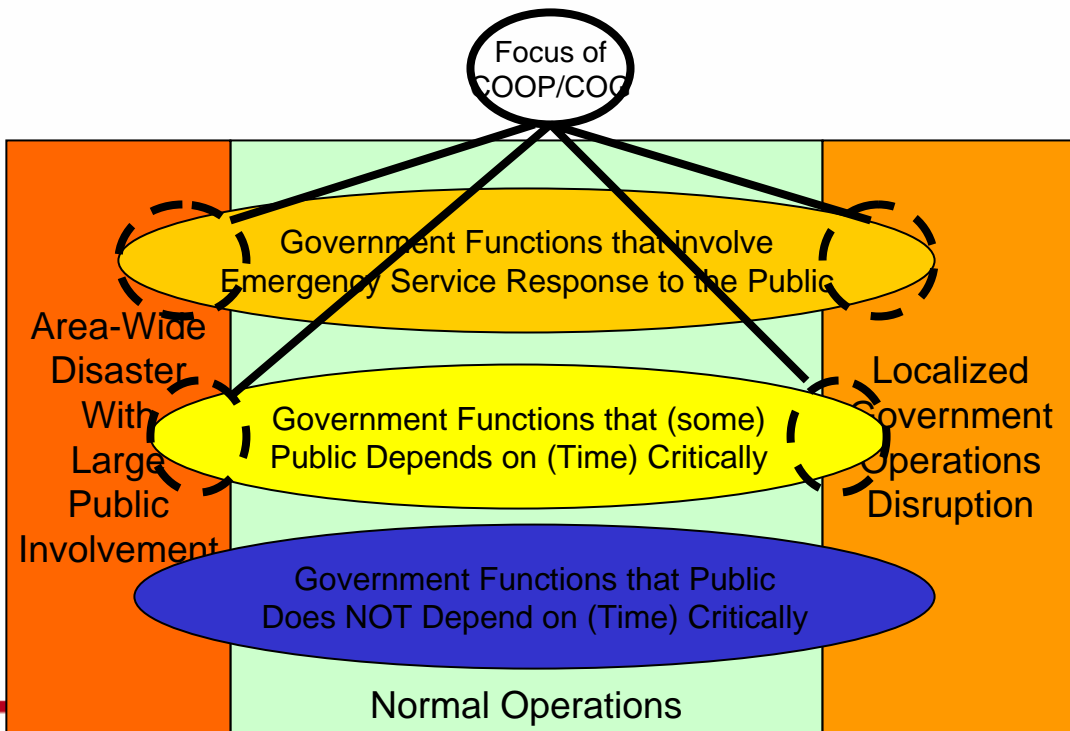 Focus of
COOP/COG
Government Functions that involve
Emergency Service Response to the Public
Area-Wide
Disaster
With
Large
Public
Involvement
Government Functions that (some)
Public Depends on (Time) Critically
Localized
Government
Operations
Disruption
Government Functions that Public
Does NOT Depend on (Time) Critically
Normal Operations